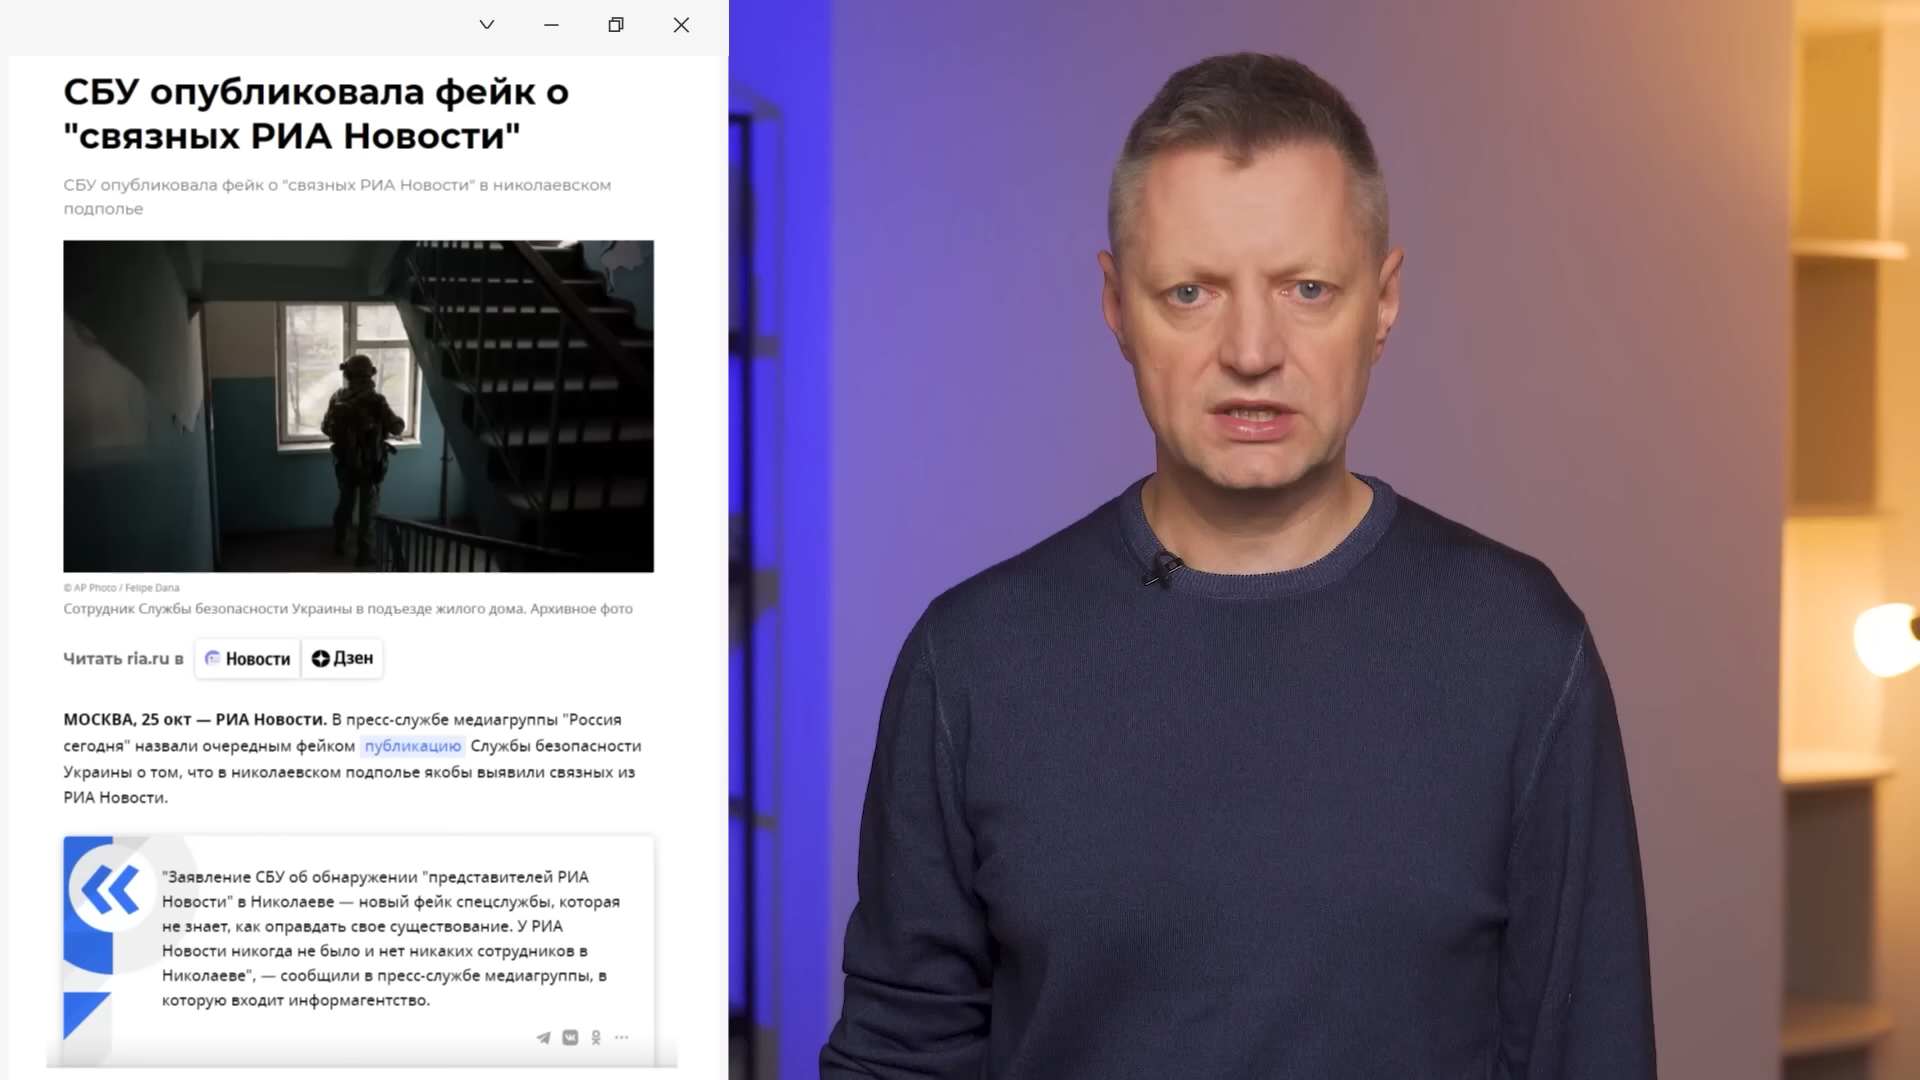 СБУ опубликовала фейк о
"связных РИА Новости"
СБУ опубликовала фейк о "связных РИА Новости" в николаевском
подполье
© AP Photo / Felipe Dana
Сотрудник Службы безопасности Украины в подъезде жилого дома. Архивное фото
Читать ria.ru в Новости Дзен
МОСКВА, 25 окт — РИА Новости. В пресс-службе медиагруппы "Россия
сегодня" назвали очередным фейком публикацию Службы безопасности
Украины о том, что в николаевском подполье якобы выявили связных из
РИА Новости.
"Заявление СБУ об обнаружении "представителей РИА
Новости" в Николаеве — новый фейк спецслужбы, которая
не знает, как оправдать свое существование. У РИА
Новости никогда не было и нет никаких сотрудников в
Николаеве", — сообщили в пресс-службе медиагруппы, в
которую входит информагентство.